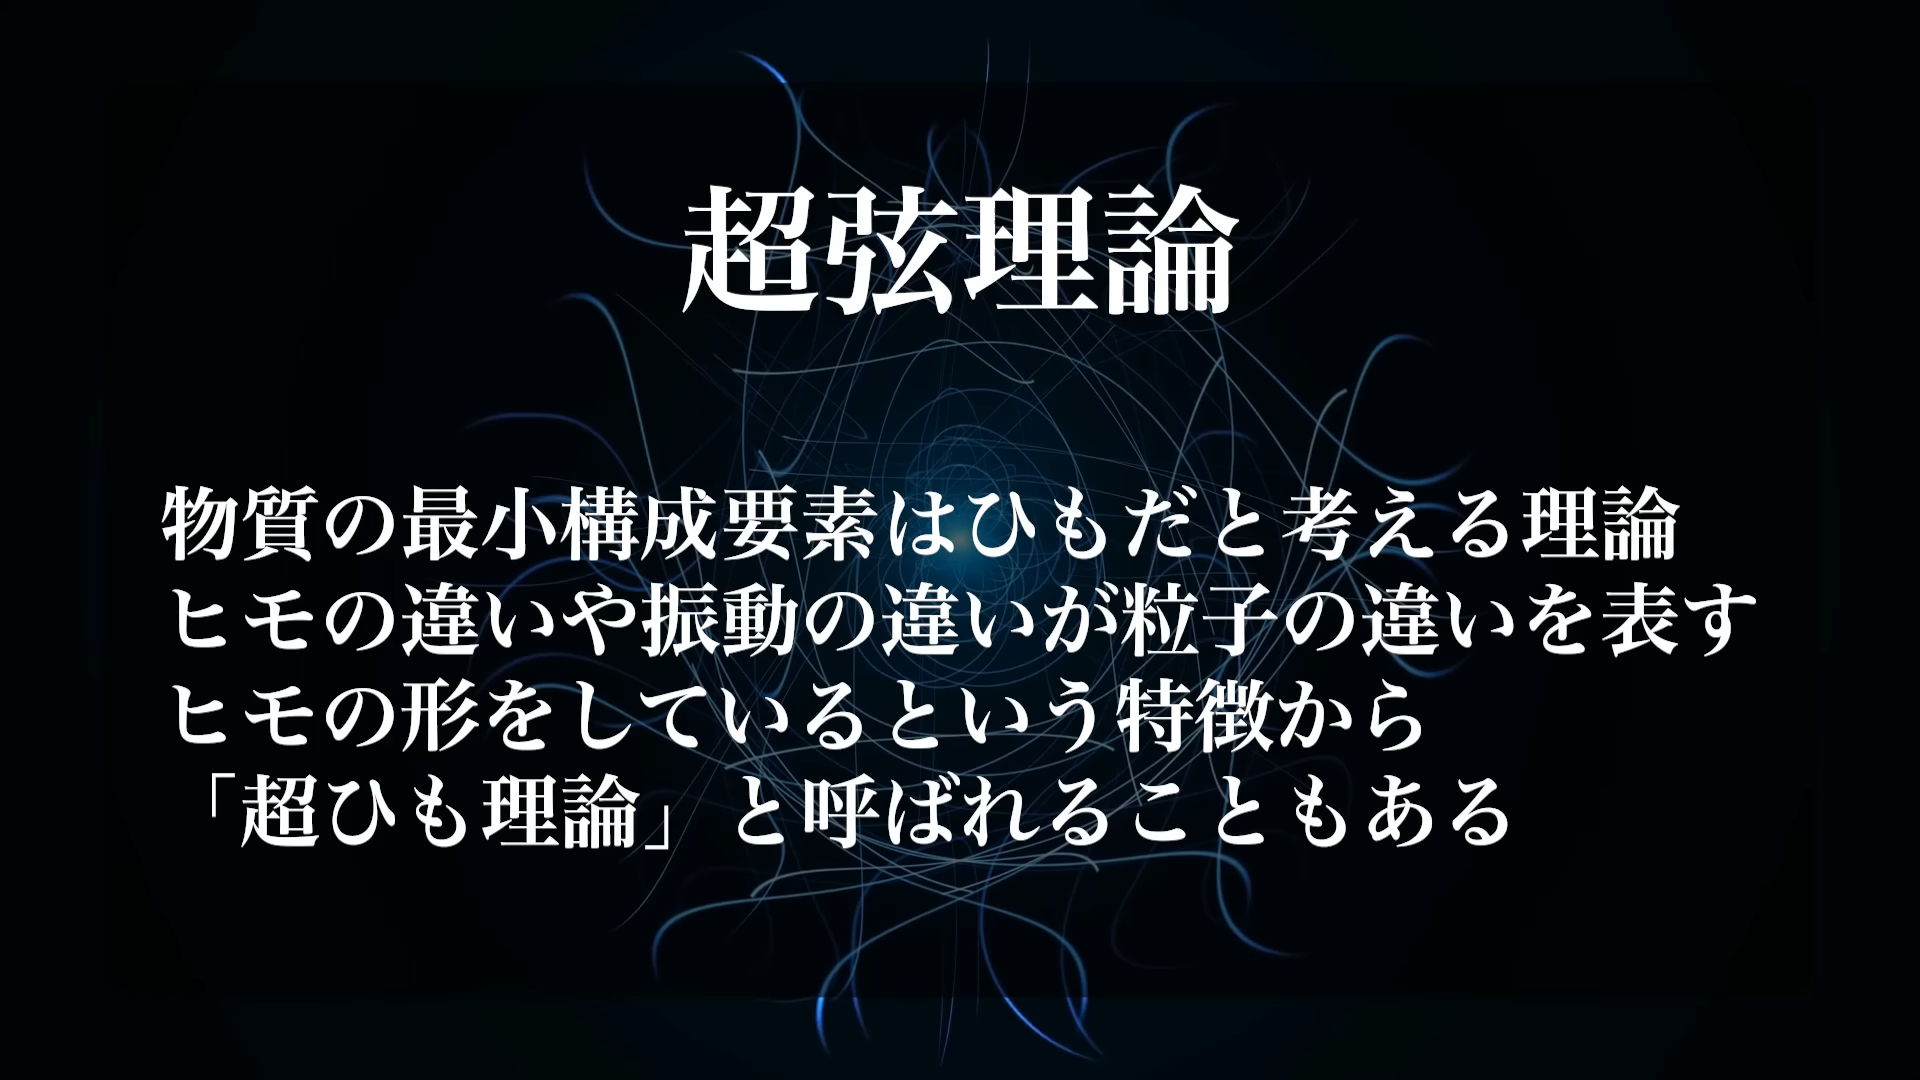 超弦理論
物質の最小構成要素はひもだと考える理論
ヒモの違いや振動の違いが粒子の違いを表す
ヒモの形をしているという特徴から
「超ひも理論」と呼ばれることもある